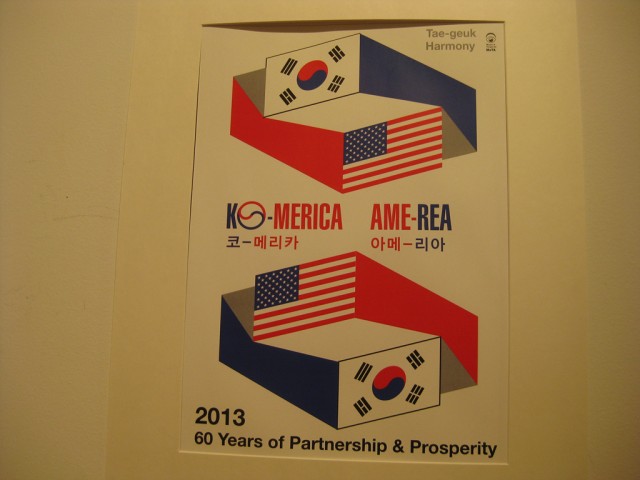 Tae-geuk
Harmony
KO-MERICA AME-REA
코-메리카 아메-리아
2013
60 Years of Partnership & Prosperity